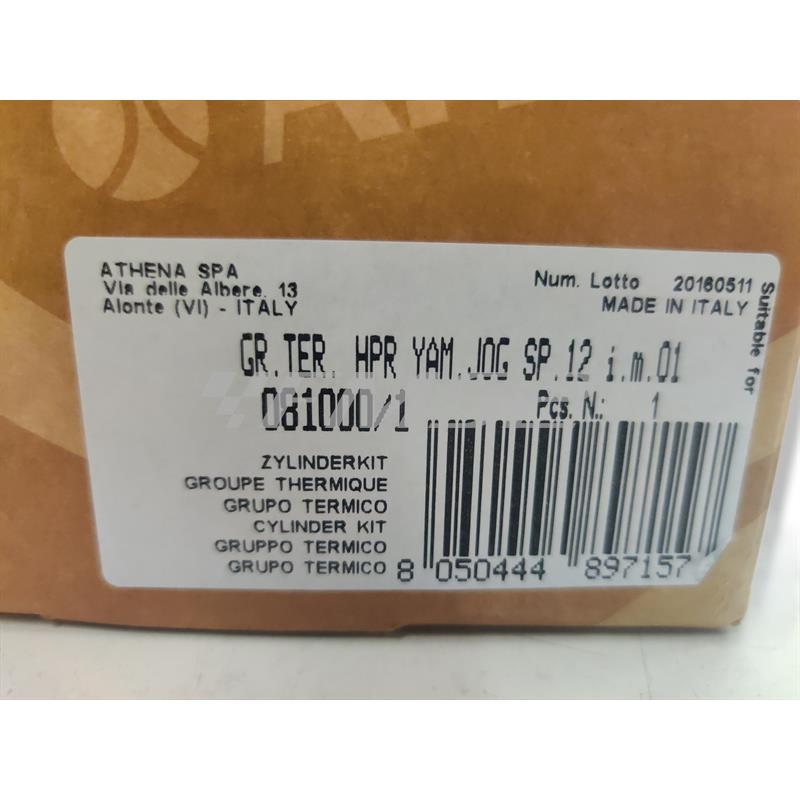 ATHENA SPA
Via delle Albere, 13
Alonte (VI) - ITALY
Num. Lotto 20160511
MADE IN ITALY
Suitable for
GR.TER. HPR YAM.JOG SP.12 i.m.01
081000/1
Pcs. N.: 1
ZYLINDERKIT
GROUPE THERMIQUE
GRUPO TERMICO
CYLINDER KIT
GRUPPO TERMICO
GRUPO TERMICO
8 050444 897157